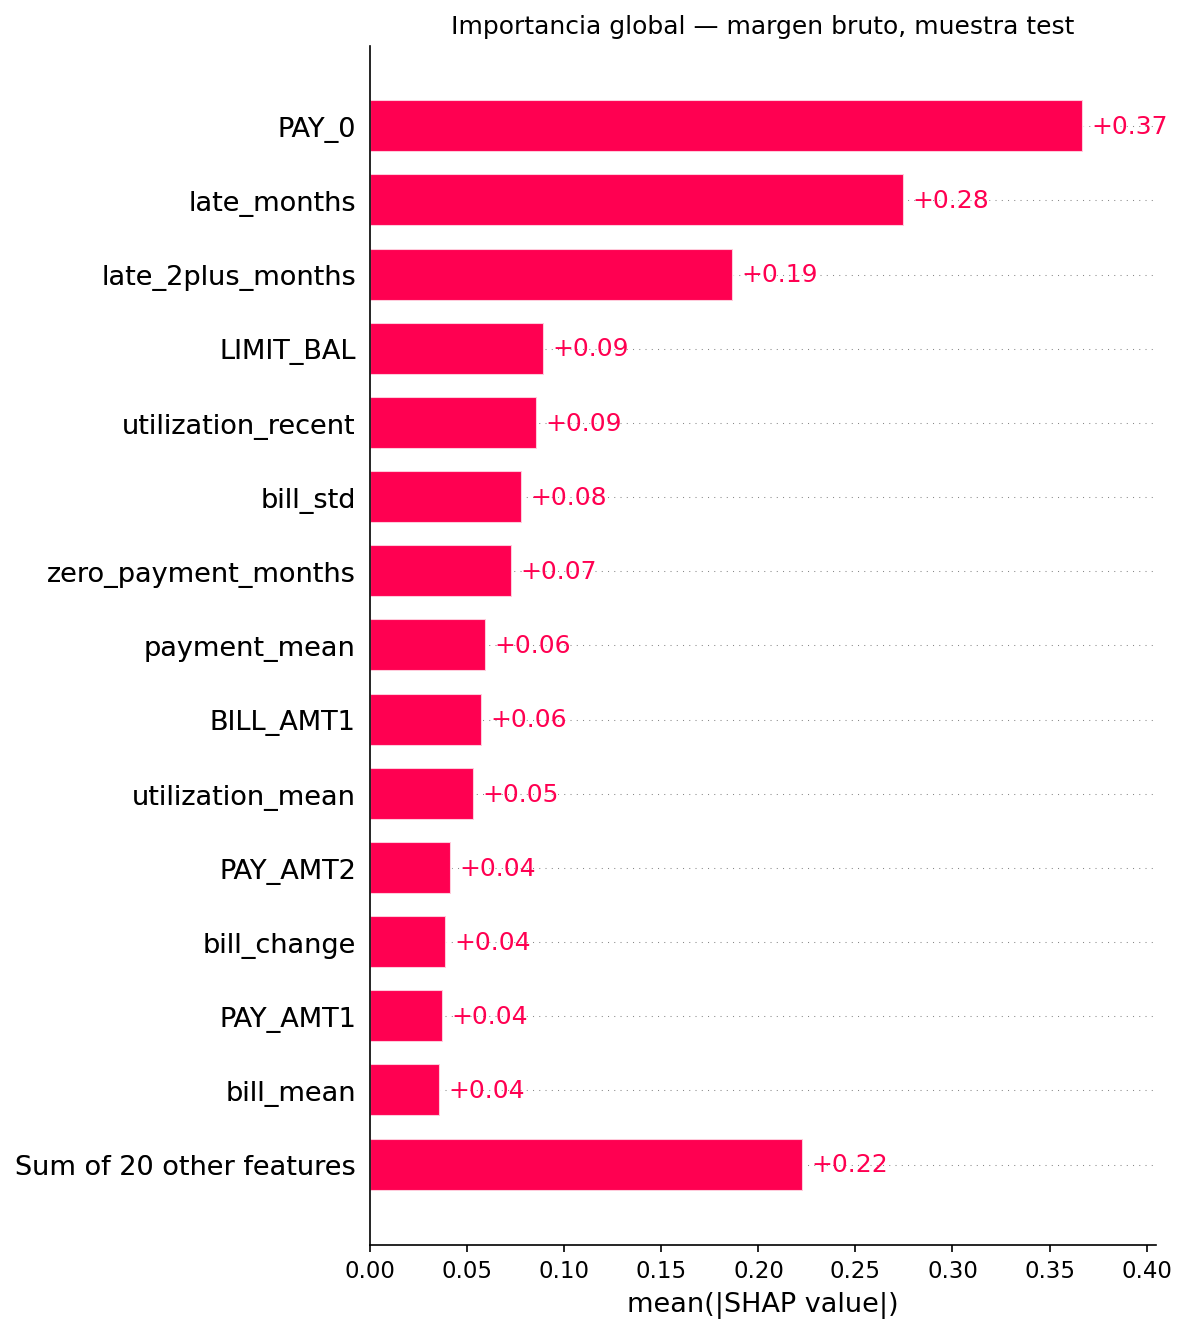 Importancia global — margen bruto, muestra test
PAY_0 +0.37
late_months +0.28
late_2plus_months +0.19
LIMIT_BAL +0.09
utilization_recent +0.09
bill_std +0.08
zero_payment_months +0.07
payment_mean +0.06
BILL_AMT1 +0.06
utilization_mean +0.05
PAY_AMT2 +0.04
bill_change +0.04
PAY_AMT1 +0.04
bill_mean +0.04
Sum of 20 other features +0.22
0.00 0.05 0.10 0.15 0.20 0.25 0.30 0.35 0.40
mean(|SHAP value|)